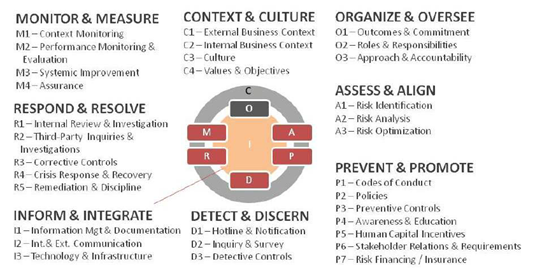 MONITOR & MEASURE
M1 – Context Monitoring
M2 – Performance Monitoring &
Evaluation
M3 – Systemic Improvement
M4 – Assurance
CONTEXT & CULTURE
C1 – External Business Context
C2 – Internal Business Context
C3 – Culture
C4 – Values & Objectives
ORGANIZE & OVERSEE
O1 – Outcomes & Commitment
O2 – Roles & Responsibilities
O3 – Approach & Accountability
RESPOND & RESOLVE
R1 – Internal Review & Investigation
R2 – Third-Party Inquiries &
Investigations
R3 – Corrective Controls
R4 – Crisis Response & Recovery
R5 – Remediation & Discipline
C
O
M
A
I
R
P
D
ASSESS & ALIGN
A1 – Risk Identification
A2 – Risk Analysis
A3 – Risk Optimization
PREVENT & PROMOTE
P1 – Codes of Conduct
P2 – Policies
P3 – Preventive Controls
P4 – Awareness & Education
P5 – Human Capital Incentives
P6 – Stakeholder Relations & Requirements
P7 – Risk Financing / Insurance
INFORM & INTEGRATE
I1 – Information Mgt & Documentation
I2 – Int.& Ext. Communication
I3 – Technology & Infrastructure
DETECT & DISCERN
D1 – Hotline & Notification
D2 – Inquiry & Survey
D3 – Detective Controls